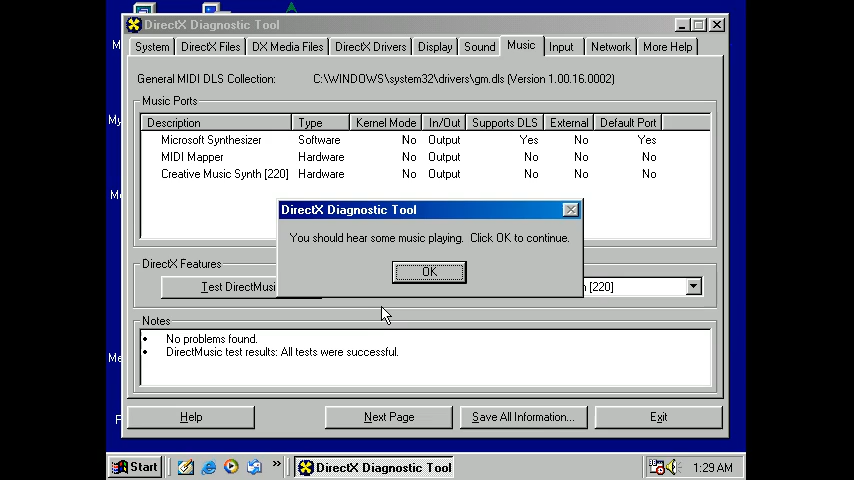 DirectX Diagnostic Tool
System DirectX Files DX Media Files DirectX Drivers Display Sound Music Input Network More Help
General MIDI DLS Collection: C:\WINDOWS\system32\drivers\gm.dls (Version 1.00.16.0002)
Music Ports
Description Type Kernel Mode In/Out Supports DLS External Default Port
Microsoft Synthesizer Software No Output Yes No Yes
MIDI Mapper Hardware No Output No No No
Creative Music Synth [220] Hardware No Output No No No
DirectX Diagnostic Tool
You should hear some music playing. Click OK to continue.
OK
DirectX Features
Test DirectMusi
[220]
Notes
• No problems found.
• DirectMusic test results: All tests were successful.
Help Next Page Save All Information... Exit
Start » DirectX Diagnostic Tool 1:29 AM